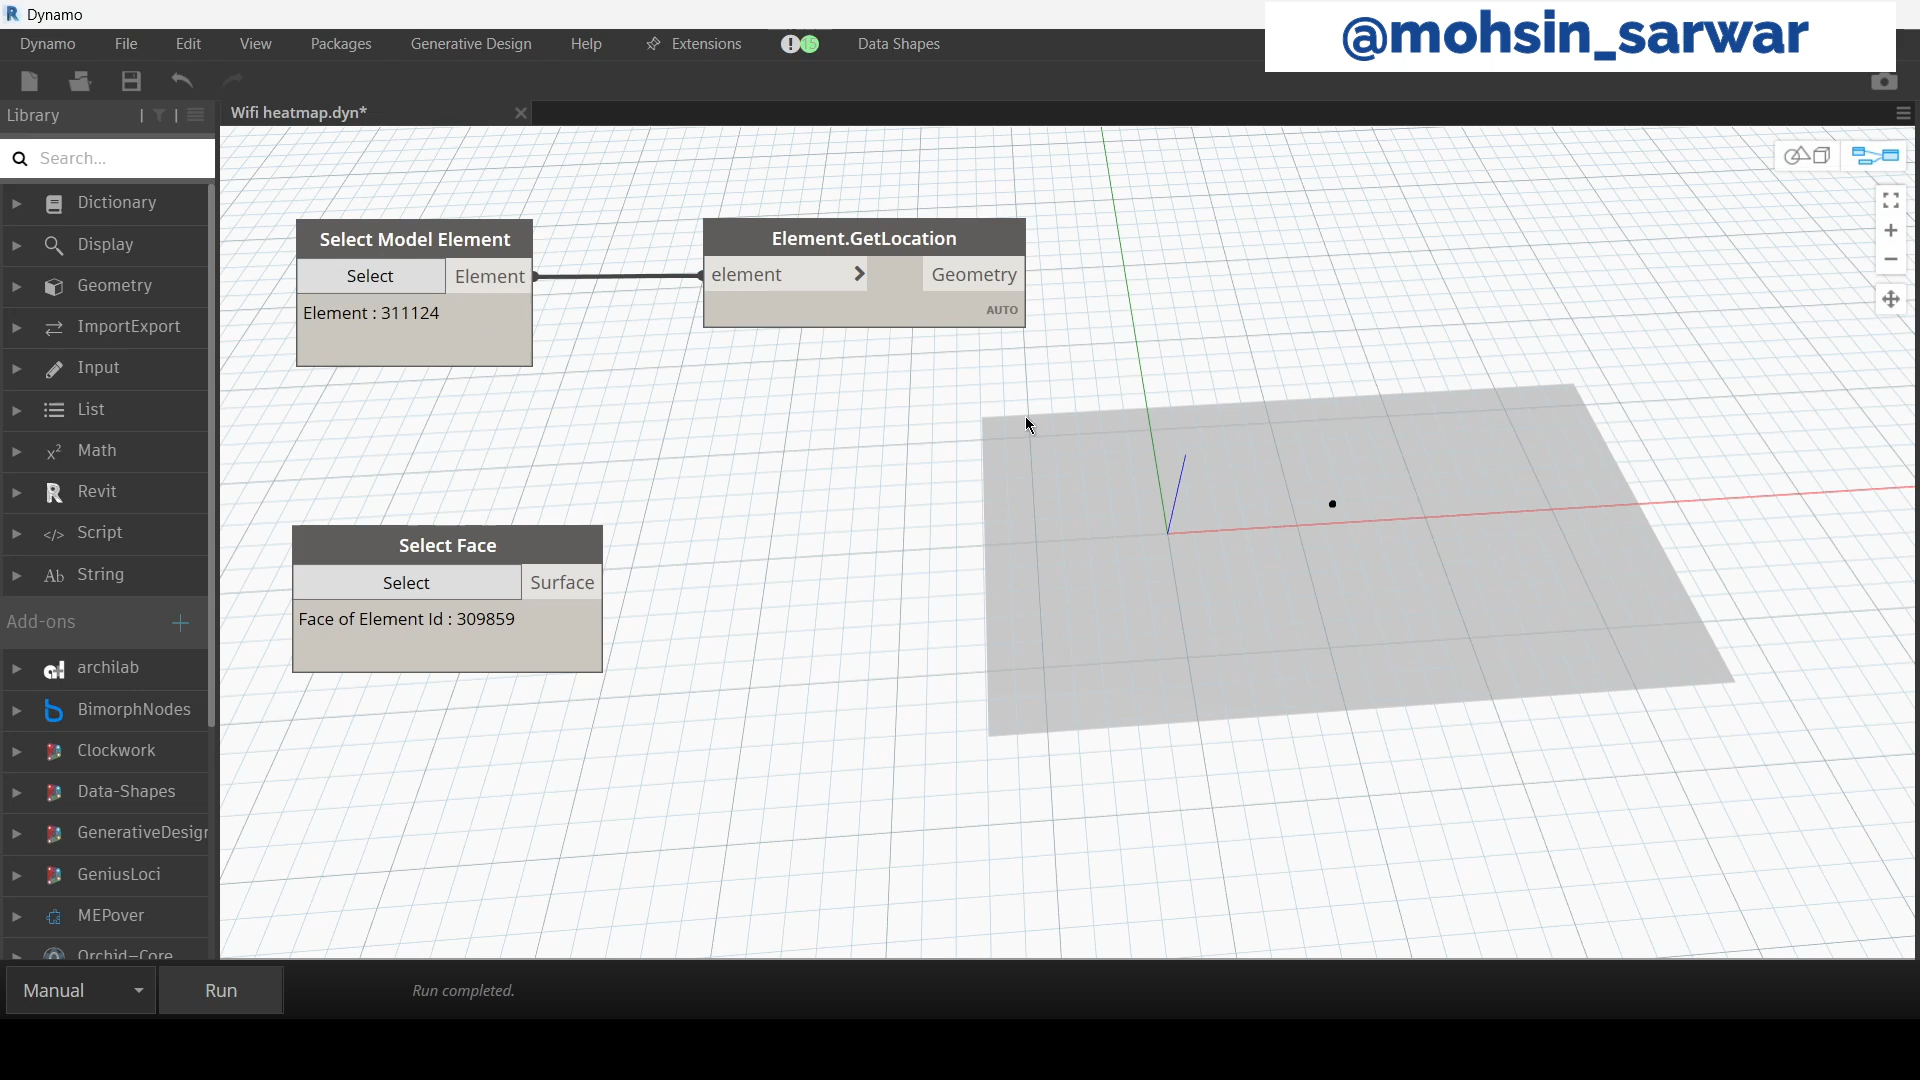 Dynamo
@mohsin_sarwar
Dynamo File Edit View Packages Generative Design Help Extensions 15 Data Shapes
Library
Wifi heatmap.dyn*
Search...
Dictionary
Display
Geometry
ImportExport
Input
List
Math
Revit
Script
String
Add-ons
archilab
BimorphNodes
Clockwork
Data-Shapes
GenerativeDesign
GeniusLoci
MEPover
Orchid-Core
Select Model Element
Select Element
Element : 311124
Element.GetLocation
element Geometry
AUTO
Select Face
Select Surface
Face of Element Id : 309859
Manual Run Run completed.